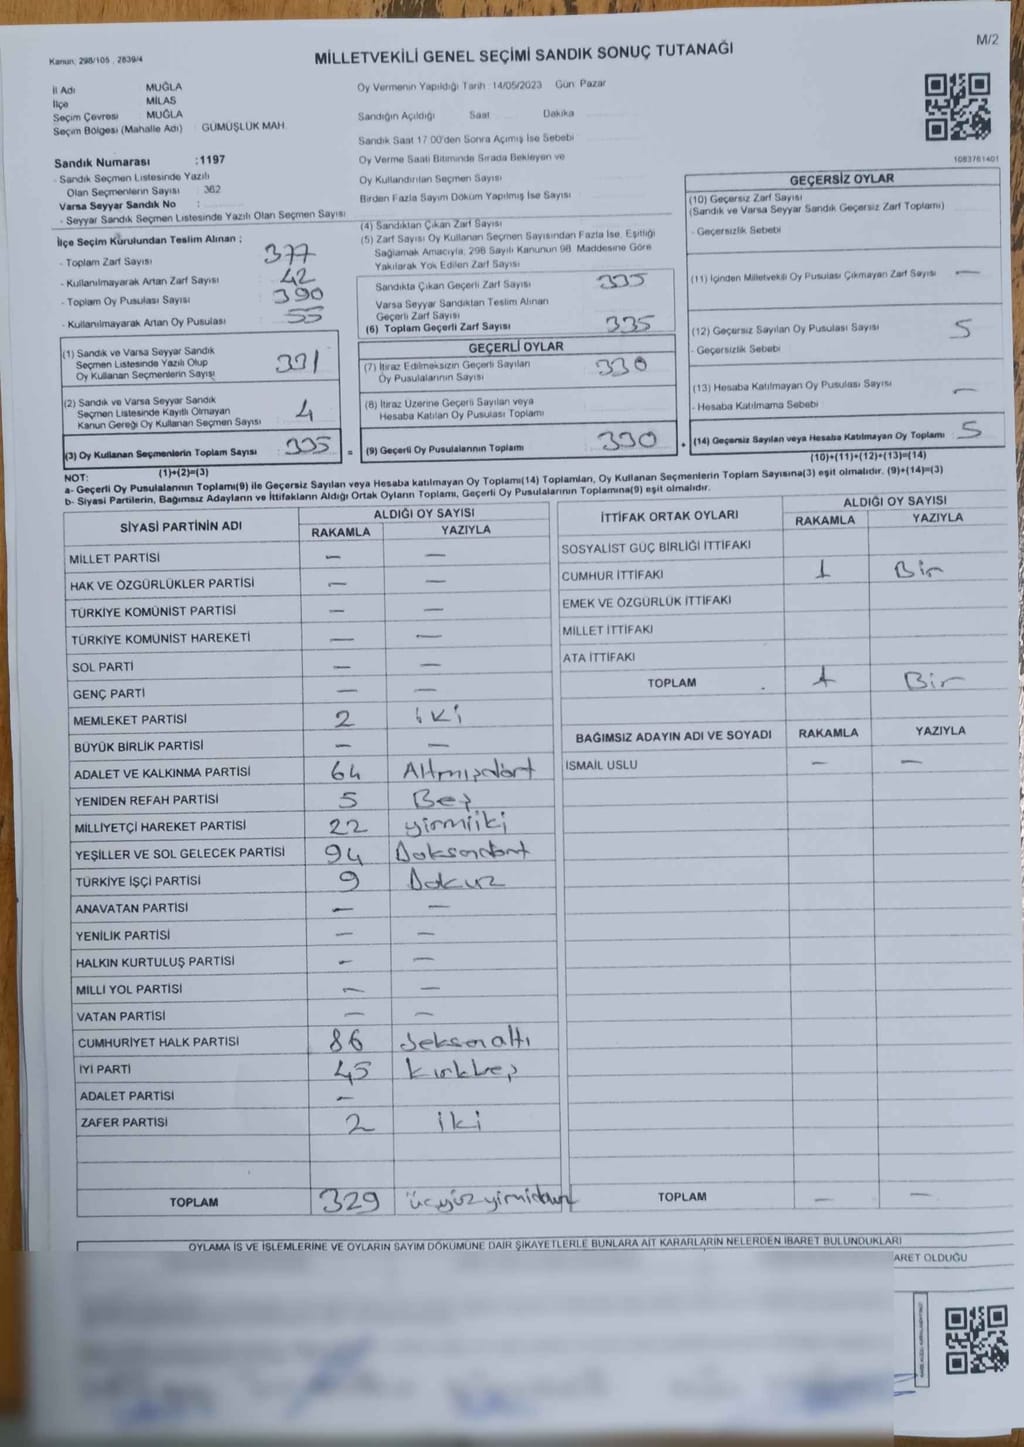 Kanun, 298/105 , 2839/4
MİLLETVEKİLİ GENEL SEÇİMİ SANDIK SONUÇ TUTANAĞI
M/2
İl Adı MUĞLA
İlçe MİLAS
Seçim Çevresi MUĞLA
Seçim Bölgesi (Mahalle Adı) GÜMÜŞLÜK MAH.
Sandık Numarası :1197
- Sandık Seçmen Listesinde Yazılı
Olan Seçmenlerin Sayısı : 362
Varsa Seyyar Sandık No :
- Seyyar Sandık Seçmen Listesinde Yazılı Olan Seçmen Sayısı
Oy Vermenin Yapıldığı Tarih :14/05/2023 Gün: Pazar
Sandığın Açıldığı Saat Dakika
Sandık Saat 17:00'den Sonra Açımış İse Sebebi
Oy Verme Saati Bitiminde Sırada Bekleyen ve
Oy Kullandırılan Seçmen Sayısı
Birden Fazla Sayım Döküm Yapılmış İse Sayısı
1083761401
İlçe Seçim Kurulundan Teslim Alınan ;
- Toplam Zarf Sayısı 377
- Kullanılmayarak Artan Zarf Sayısı 42
- Toplam Oy Pusulası Sayısı 390
- Kullanılmayarak Artan Oy Pusulası 55
(1) Sandık ve Varsa Seyyar Sandık
Seçmen Listesinde Yazılı Olup
Oy Kullanan Seçmenlerin Sayısı 331
(2) Sandık ve Varsa Seyyar Sandık
Seçmen Listesinde Kayıtlı Olmayan
Kanun Gereği Oy Kullanan Seçmen Sayısı 4
(3) Oy Kullanan Seçmenlerin Toplam Sayısı 335
(1)+(2)=(3)
(4) Sandıktan Çıkan Zarf Sayısı
(5) Zarf Sayısı Oy Kullanan Seçmen Sayısından Fazla İse, Eşitliği
Sağlamak Amacıyla, 298 Sayılı Kanunun 98. Maddesine Göre
Yakılarak Yok Edilen Zarf Sayısı
Sandıkta Çıkan Geçerli Zarf Sayısı 335
Varsa Seyyar Sandıktan Teslim Alınan
Geçerli Zarf Sayısı
(6) Toplam Geçerli Zarf Sayısı 335
GEÇERLİ OYLAR
(7) İtiraz Edilmeksizin Geçerli Sayılan
Oy Pusulalarının Sayısı 330
(8) İtiraz Üzerine Geçerli Sayılan veya
Hesaba Katılan Oy Pusulası Toplamı
= (9) Geçerli Oy Pusulalarının Toplamı 330
GEÇERSİZ OYLAR
(10) Geçersiz Zarf Sayısı
(Sandık ve Varsa Seyyar Sandık Geçersiz Zarf Toplamı)
- Geçersizlik Sebebi
(11) İçinden Milletvekili Oy Pusulası Çıkmayan Zarf Sayısı —
(12) Geçersiz Sayılan Oy Pusulası Sayısı 5
- Geçersizlik Sebebi
(13) Hesaba Katılmayan Oy Pusulası Sayısı —
- Hesaba Katılmama Sebebi
+ (14) Geçersiz Sayılan veya Hesaba Katılmayan Oy Toplamı 5
(10)+(11)+(12)+(13)=(14)
NOT:
a- Geçerli Oy Pusulalarının Toplamı(9) ile Geçersiz Sayılan veya Hesaba katılmayan Oy Toplamı(14) Toplamları, Oy Kullanan Seçmenlerin Toplam Sayısına(3) eşit olmalıdır. (9)+(14)=(3)
b- Siyasi Partilerin, Bağımsız Adayların ve İttifakların Aldığı Ortak Oyların Toplamı, Geçerli Oy Pusulalarının Toplamına(9) eşit olmalıdır.
SİYASİ PARTİNİN ADI ALDIĞI OY SAYISI
RAKAMLA YAZIYLA
MİLLET PARTİSİ — —
HAK VE ÖZGÜRLÜKLER PARTİSİ — —
TÜRKİYE KOMÜNİST PARTİSİ — —
TÜRKİYE KOMÜNİST HAREKETİ — —
SOL PARTİ — —
GENÇ PARTİ — —
MEMLEKET PARTİSİ 2 iki
BÜYÜK BİRLİK PARTİSİ — —
ADALET VE KALKINMA PARTİSİ 64 Altmışdört
YENİDEN REFAH PARTİSİ 5 Beş
MİLLİYETÇİ HAREKET PARTİSİ 22 yirmiiki
YEŞİLLER VE SOL GELECEK PARTİSİ 94 Doksandört
TÜRKİYE İŞÇİ PARTİSİ 9 Dokuz
ANAVATAN PARTİSİ — —
YENİLİK PARTİSİ — —
HALKIN KURTULUŞ PARTİSİ — —
MİLLİ YOL PARTİSİ — —
VATAN PARTİSİ — —
CUMHURİYET HALK PARTİSİ 86 Seksenaltı
İYİ PARTİ 45 kırkbeş
ADALET PARTİSİ —
ZAFER PARTİSİ 2 iki
TOPLAM 329 üçyüzyirmidokuz
İTTİFAK ORTAK OYLARI ALDIĞI OY SAYISI
RAKAMLA YAZIYLA
SOSYALİST GÜÇ BİRLİĞİ İTTİFAKI
CUMHUR İTTİFAKI 1 Bir
EMEK VE ÖZGÜRLÜK İTTİFAKI
MİLLET İTTİFAKI
ATA İTTİFAKI
TOPLAM 1 Bir
BAĞIMSIZ ADAYIN ADI VE SOYADI RAKAMLA YAZIYLA
İSMAİL USLU — —
TOPLAM — —
OYLAMA İŞ VE İŞLEMLERİNE VE OYLARIN SAYIM DÖKÜMÜNE DAİR ŞİKAYETLERLE BUNLARA AİT KARARLARIN NELERDEN İBARET BULUNDUKLARI
ARET OLDUĞU